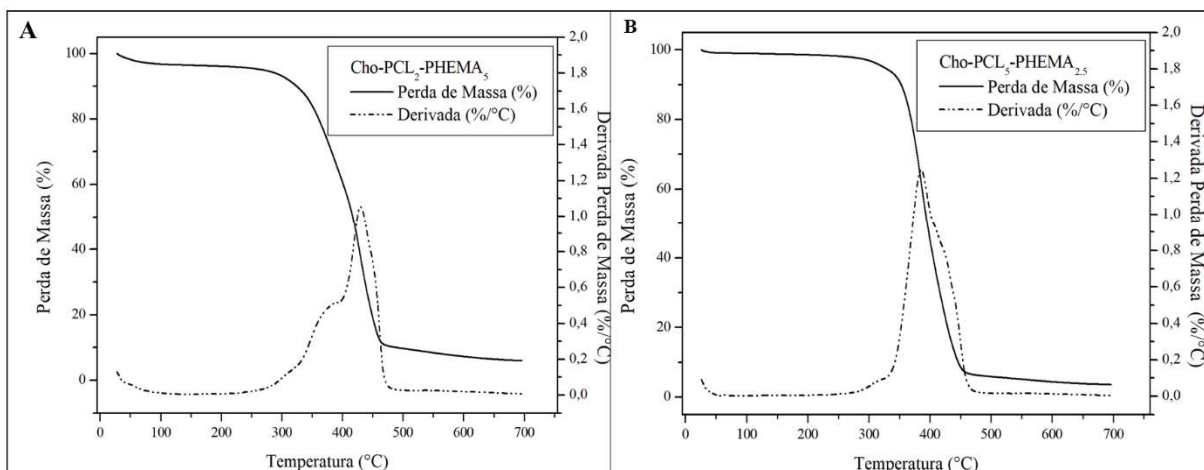 A
Cho-PCL2-PHEMA5
Perda de Massa (%)
Derivada (%/°C)
Perda de Massa (%)
100
80
60
40
20
0
2,0
1,8
1,6
1,4
1,2
1,0
0,8
0,6
0,4
0,2
0,0
Derivada Perda de Massa (%/°C)
0 100 200 300 400 500 600 700
Temperatura (°C)
B
Cho-PCL5-PHEMA2.5
Perda de Massa (%)
Derivada (%/°C)
Perda de Massa (%)
100
80
60
40
20
0
2,0
1,8
1,6
1,4
1,2
1,0
0,8
0,6
0,4
0,2
0,0
Derivada Perda de Massa (%/°C)
0 100 200 300 400 500 600 700
Temperatura (°C)